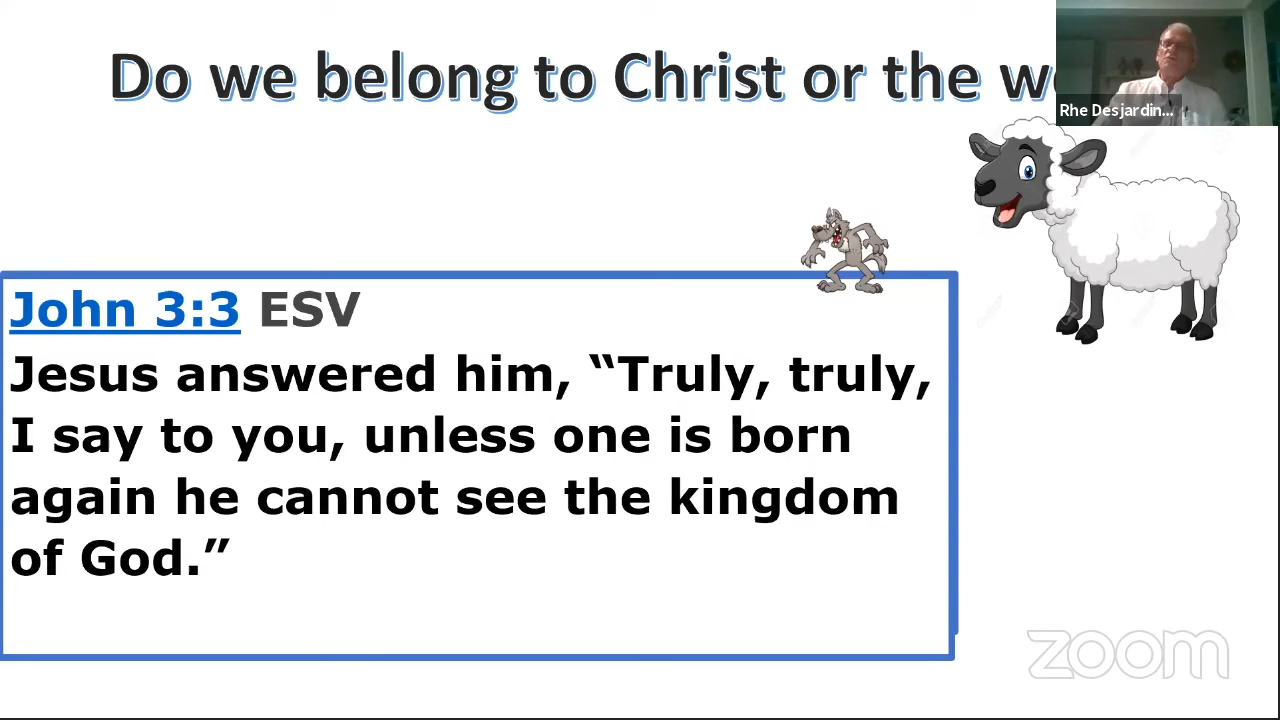 Do we belong to Christ or the
Rhe Desjardin...
John 3:3 ESV
Jesus answered him, “Truly, truly,
I say to you, unless one is born
again he cannot see the kingdom
of God.”
zoom